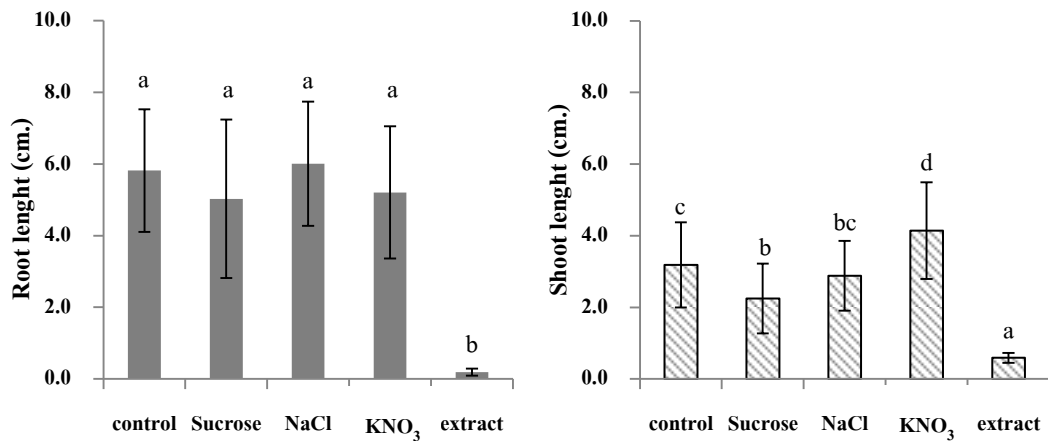 Root lenght (cm.)
10.0
8.0
6.0
4.0
2.0
0.0
a
a
a
a
b
control Sucrose NaCl KNO₃ extract
Shoot lenght (cm.)
10.0
8.0
6.0
4.0
2.0
0.0
c
b
bc
d
a
control Sucrose NaCl KNO₃ extract